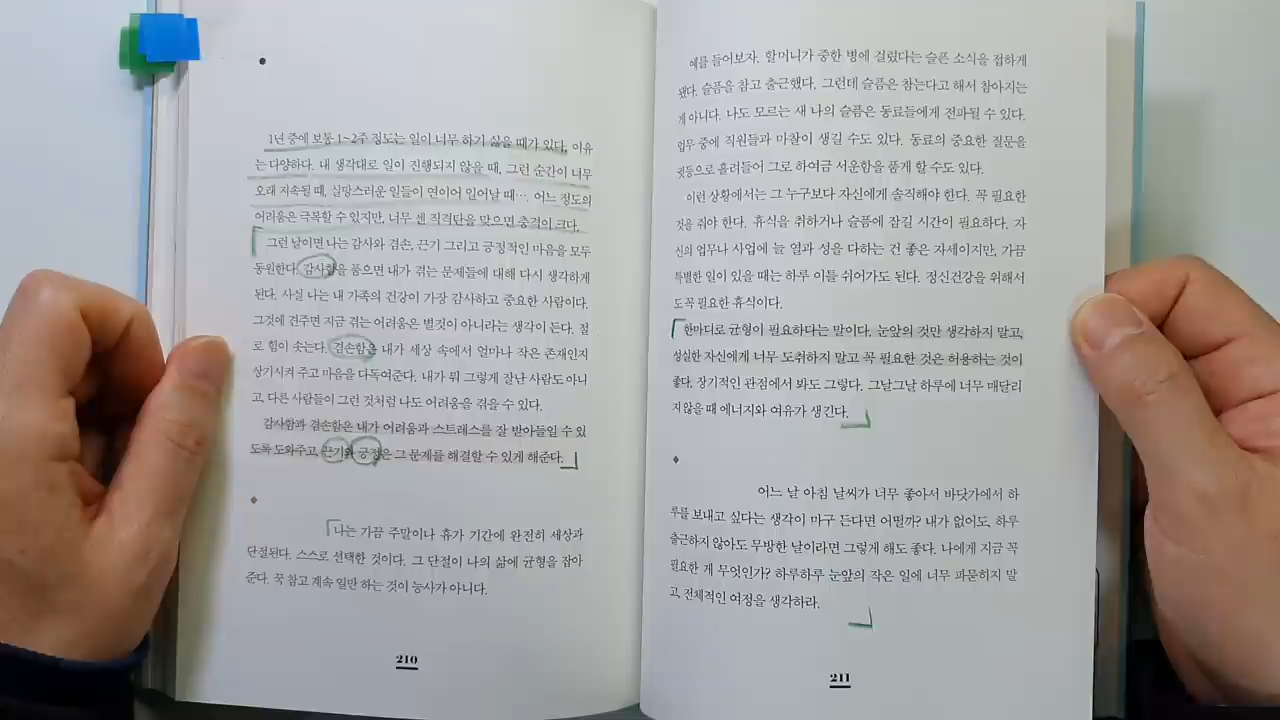 1년 중에 보통 1~2주 정도는 일이 너무 하기 싫을 때가 있다. 이유
는 다양하다. 내 생각대로 일이 진행되지 않을 때, 그런 순간이 너무
오래 지속될 때, 실망스러운 일들이 연이어 일어날 때…. 어느 정도의
어려움은 극복할 수 있지만, 너무 센 직격탄을 맞으면 충격이 크다.
그런 날이면 나는 감사와 겸손, 끈기 그리고 긍정적인 마음을 모두
동원한다. 감사함을 품으면 내가 겪는 문제들에 대해 다시 생각하게
된다. 사실 나는 내 가족의 건강이 가장 감사하고 중요한 사람이다.
그것에 견주면 지금 겪는 어려움은 별것이 아니라는 생각이 든다. 절
로 힘이 솟는다. 겸손함은 내가 세상 속에서 얼마나 작은 존재인지
상기시켜 주고 마음을 다독여준다. 내가 뭐 그렇게 잘난 사람도 아니
고, 다른 사람들이 그런 것처럼 나도 어려움을 겪을 수 있다.
감사함과 겸손함은 내가 어려움과 스트레스를 잘 받아들일 수 있
도록 도와주고, 끈기와 긍정은 그 문제를 해결할 수 있게 해준다.
나는 가끔 주말이나 휴가 기간에 완전히 세상과
단절된다. 스스로 선택한 것이다. 그 단절이 나의 삶에 균형을 잡아
준다. 꾹 참고 계속 일만 하는 것이 능사가 아니다.
210
예를 들어보자. 할머니가 중한 병에 걸렸다는 슬픈 소식을 접하게
됐다. 슬픔을 참고 출근했다. 그런데 슬픔은 참는다고 해서 참아지는
게 아니다. 나도 모르는 새 나의 슬픔은 동료들에게 전파될 수 있다.
업무 중에 직원들과 마찰이 생길 수도 있다. 동료의 중요한 질문을
귓등으로 흘려들어 그로 하여금 서운함을 품게 할 수도 있다.
이런 상황에서는 그 누구보다 자신에게 솔직해야 한다. 꼭 필요한
것을 줘야 한다. 휴식을 취하거나 슬픔에 잠길 시간이 필요하다. 자
신의 업무나 사업에 늘 열과 성을 다하는 건 좋은 자세이지만, 가끔
특별한 일이 있을 때는 하루 이틀 쉬어가도 된다. 정신건강을 위해서
도 꼭 필요한 휴식이다.
한마디로 균형이 필요하다는 말이다. 눈앞의 것만 생각하지 말고,
성실한 자신에게 너무 도취하지 말고 꼭 필요한 것은 허용하는 것이
좋다. 장기적인 관점에서 봐도 그렇다. 그날그날 하루에 너무 매달리
지 않을 때 에너지와 여유가 생긴다.
어느 날 아침 날씨가 너무 좋아서 바닷가에서 하
루를 보내고 싶다는 생각이 마구 든다면 어떨까? 내가 없어도, 하루
출근하지 않아도 무방한 날이라면 그렇게 해도 좋다. 나에게 지금 꼭
필요한 게 무엇인가? 하루하루 눈앞의 작은 일에 너무 파묻히지 말
고, 전체적인 여정을 생각하라.
211